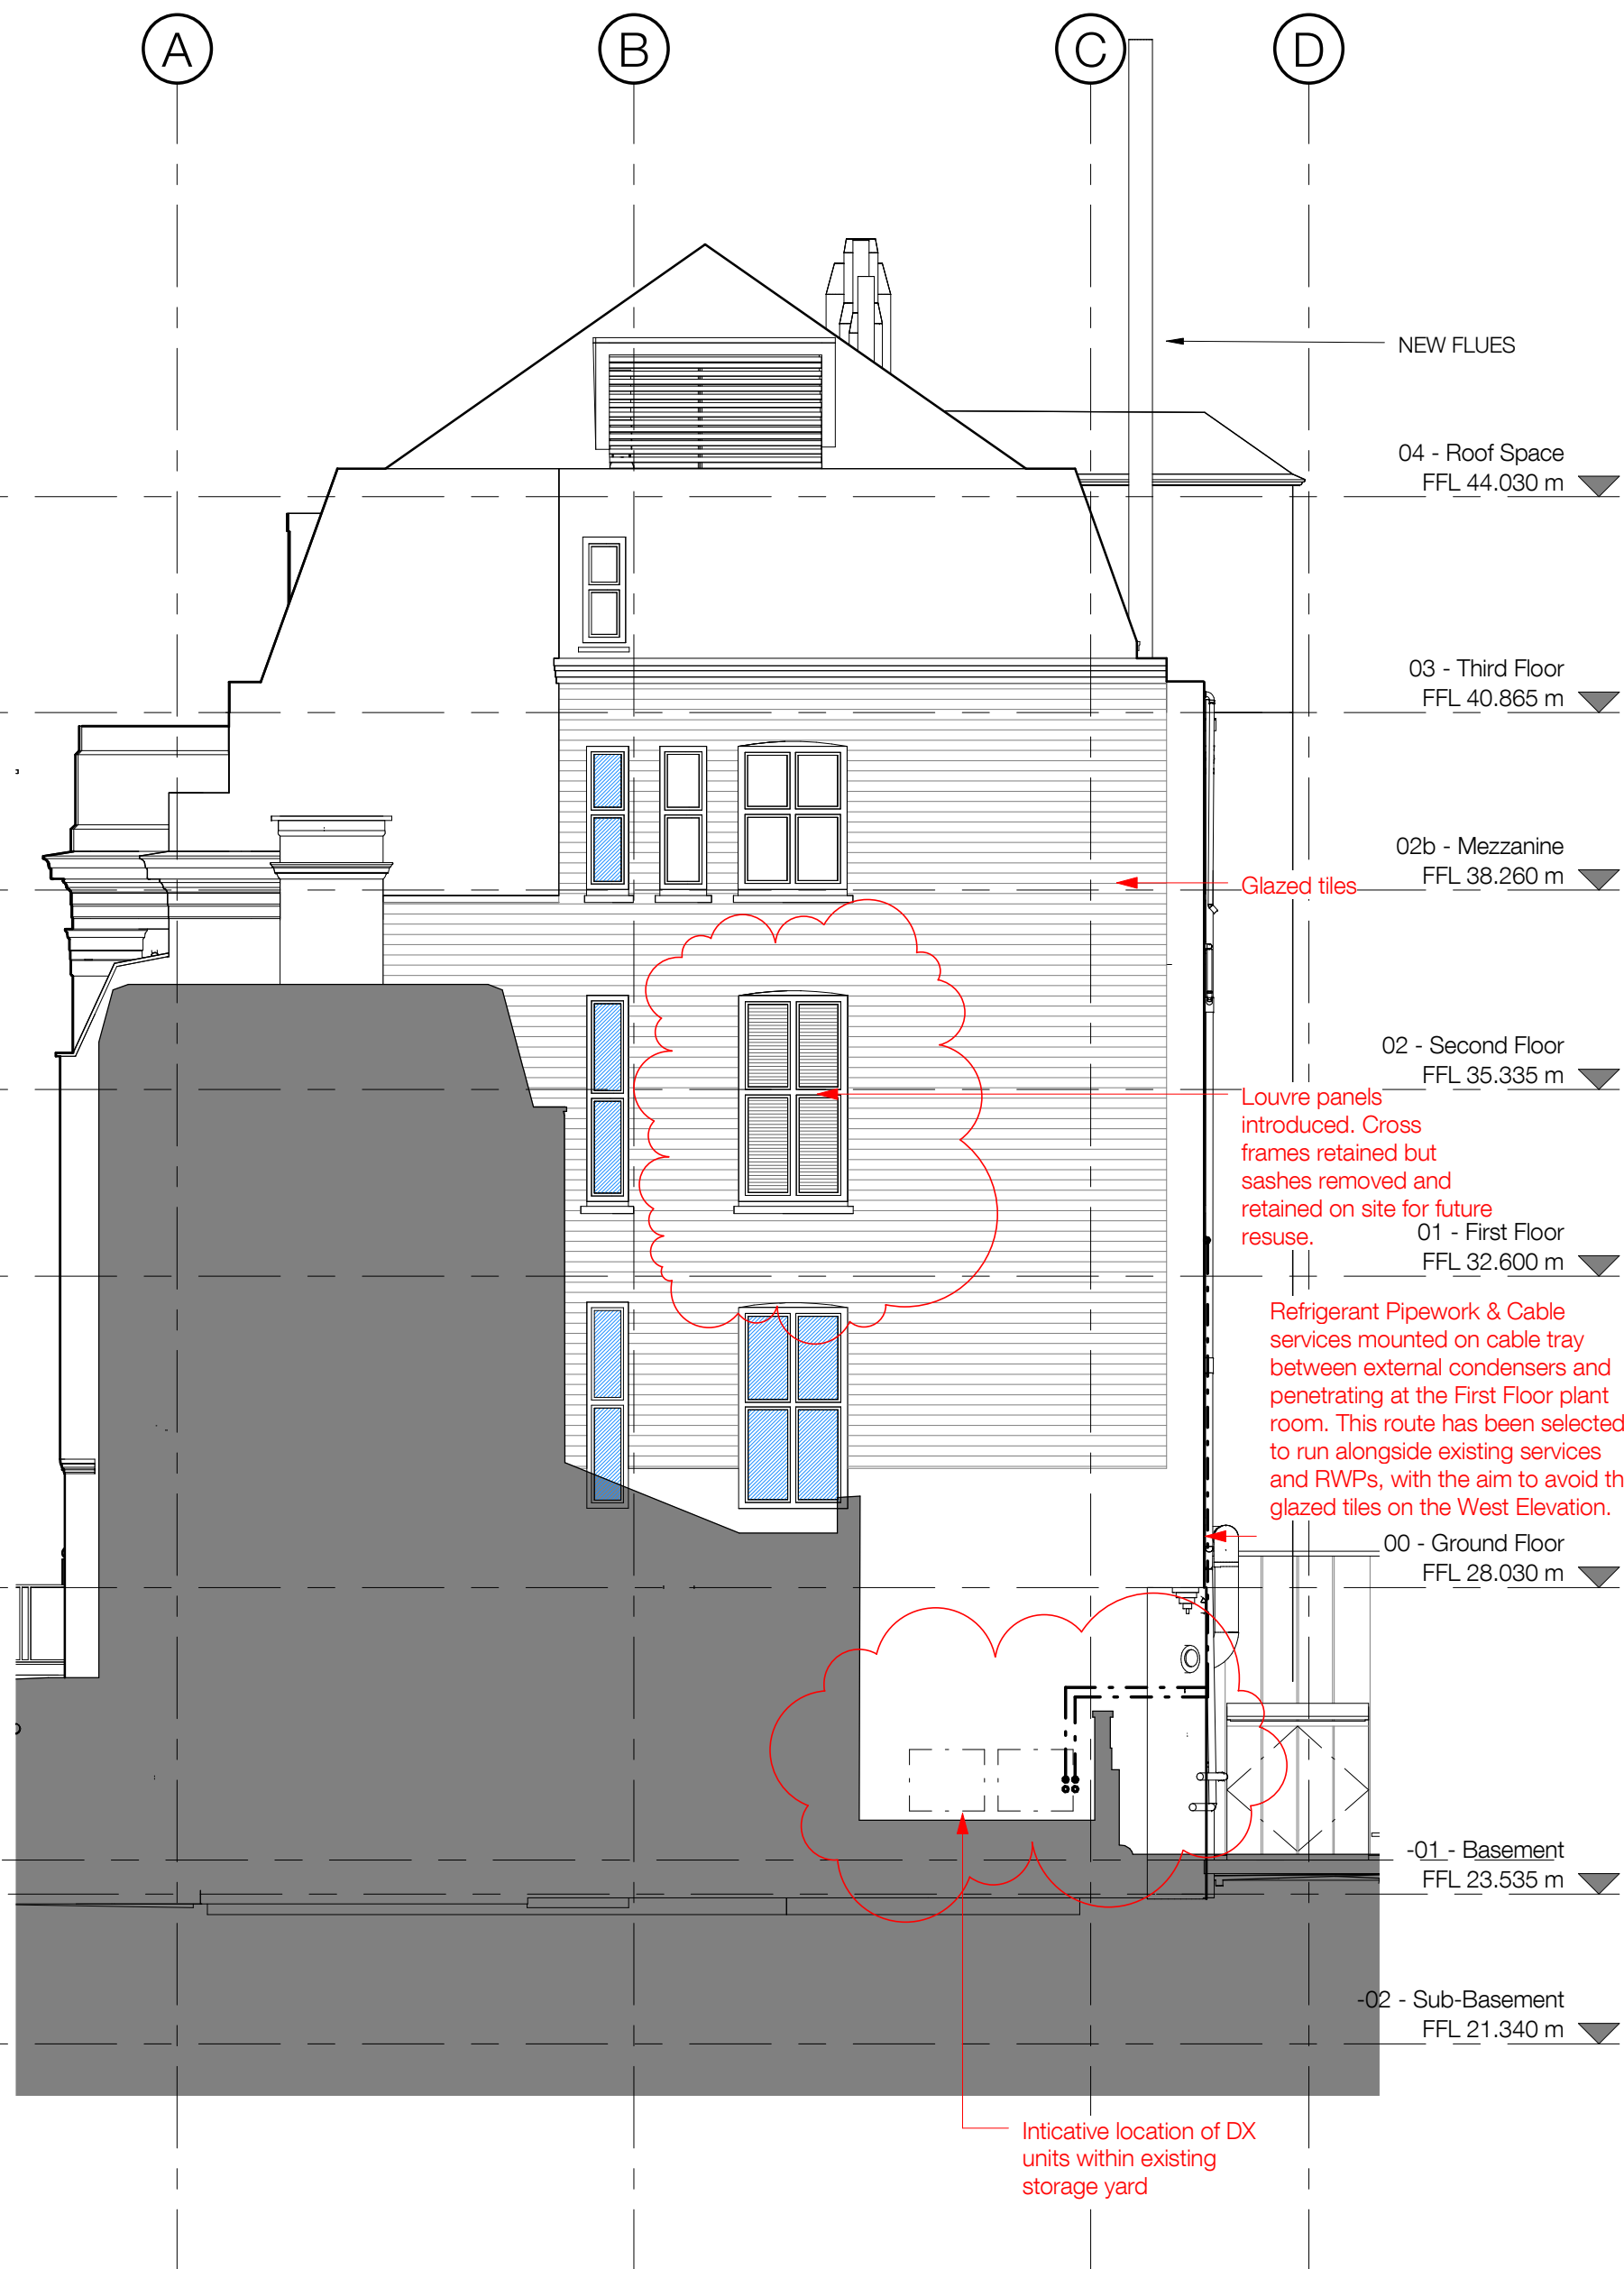 A
B
C
D
NEW FLUES
04 - Roof Space
FFL 44.030 m
03 - Third Floor
FFL 40.865 m
02b - Mezzanine
FFL 38.260 m
Glazed tiles
02 - Second Floor
FFL 35.335 m
Louvre panels
introduced. Cross
frames retained but
sashes removed and
retained on site for future
resuse.
01 - First Floor
FFL 32.600 m
Refrigerant Pipework & Cable
services mounted on cable tray
between external condensers and
penetrating at the First Floor plant
room. This route has been selected
to run alongside existing services
and RWPs, with the aim to avoid th
glazed tiles on the West Elevation.
00 - Ground Floor
FFL 28.030 m
-01 - Basement
FFL 23.535 m
-02 - Sub-Basement
FFL 21.340 m
Inticative location of DX
units within existing
storage yard